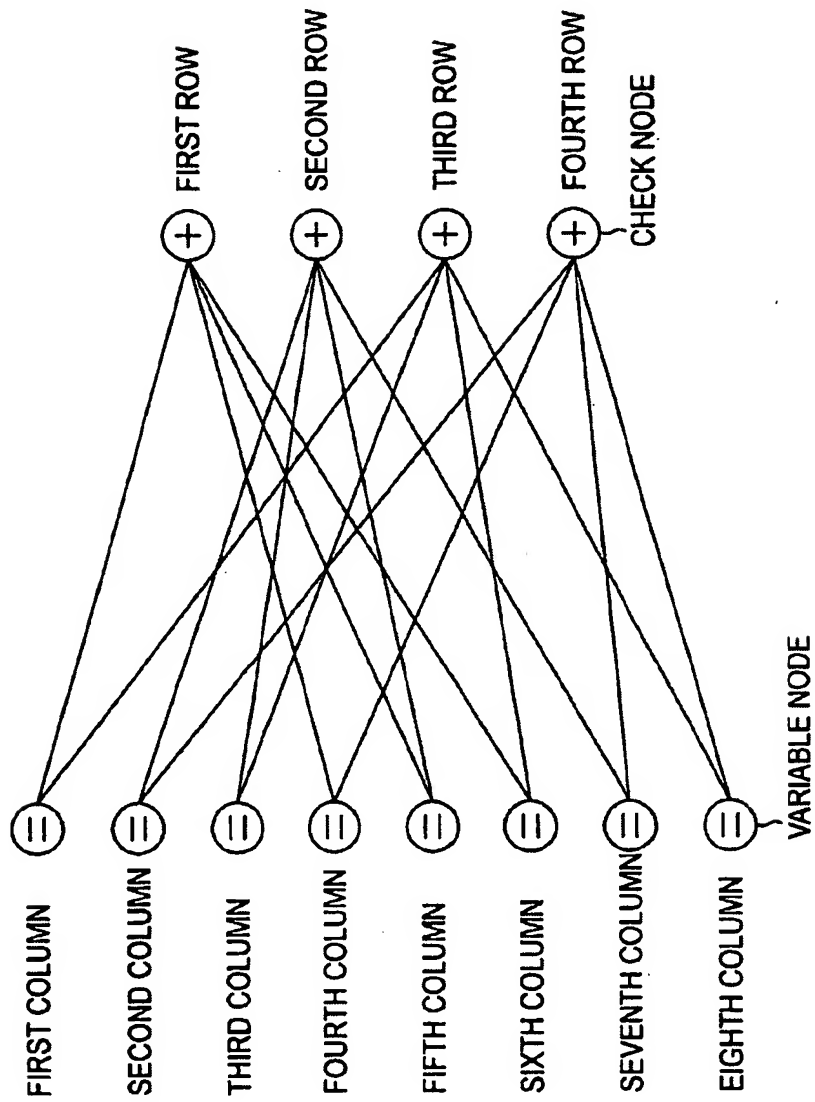 FIRST ROW
SECOND ROW
THIRD ROW
FOURTH ROW
CHECK NODE
+
+
+
+
=
=
=
=
=
=
=
=
VARIABLE NODE
FIRST COLUMN
SECOND COLUMN
THIRD COLUMN
FOURTH COLUMN
FIFTH COLUMN
SIXTH COLUMN
SEVENTH COLUMN
EIGHTH COLUMN